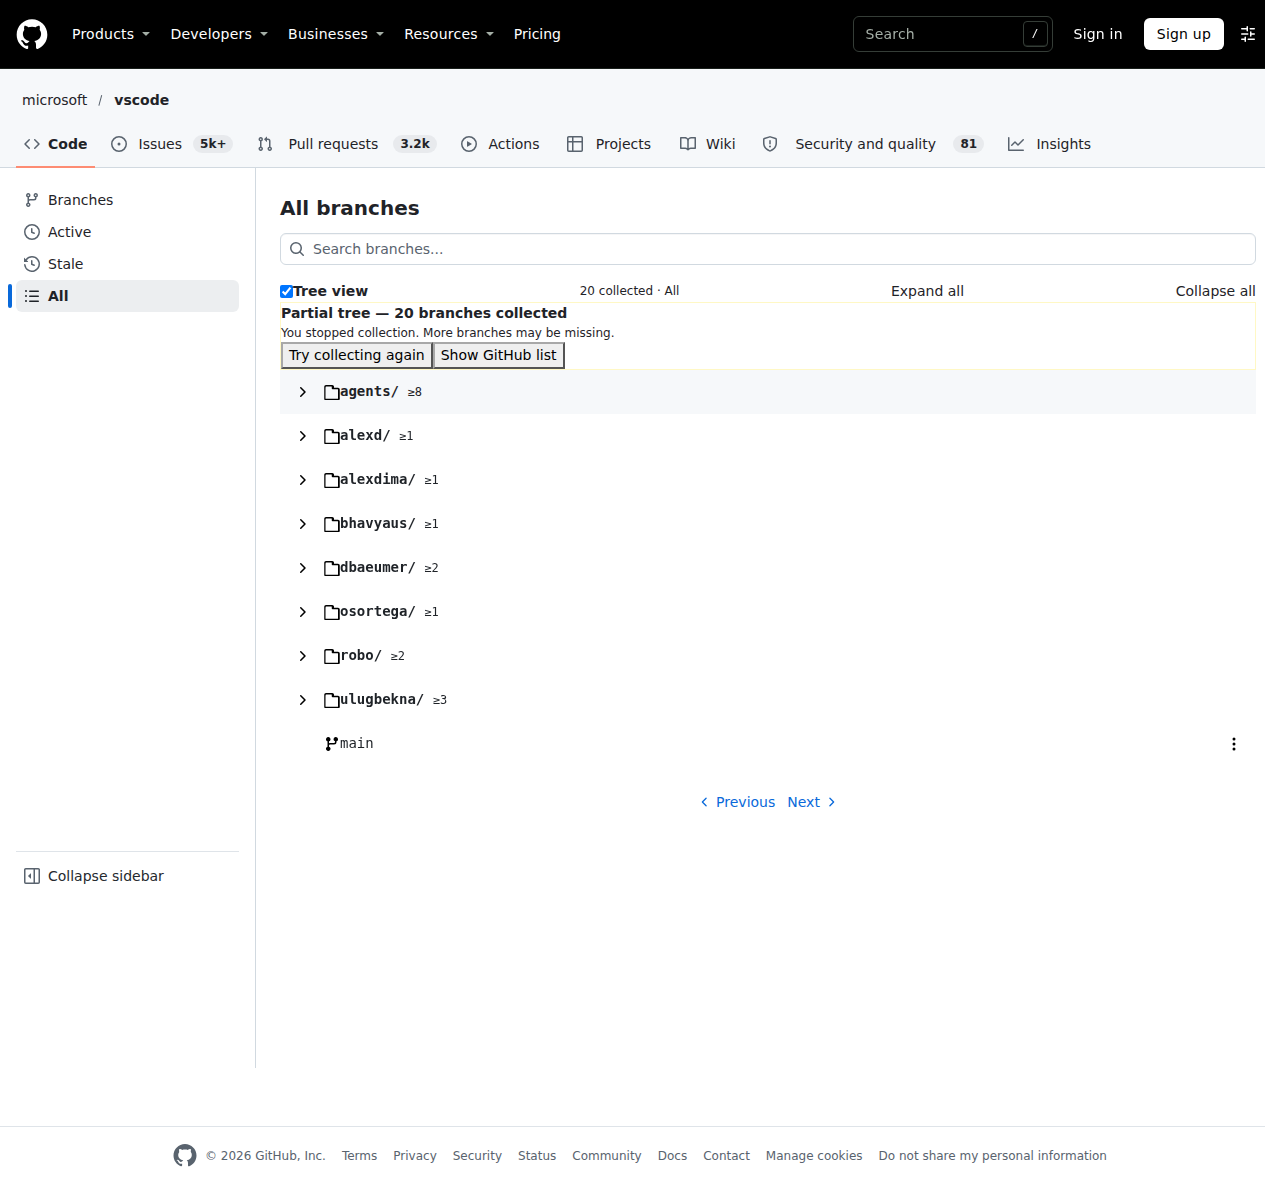 Products Developers Businesses Resources Pricing Search / Sign in Sign up
microsoft / vscode
Code Issues 5k+ Pull requests 3.2k Actions Projects Wiki Security and quality 81 Insights
Branches
Active
Stale
All
Collapse sidebar
All branches
Search branches...
Tree view 20 collected · All Expand all Collapse all
Partial tree — 20 branches collected
You stopped collection. More branches may be missing.
Try collecting again Show GitHub list
agents/ ≥8
alexd/ ≥1
alexdima/ ≥1
bhavyaus/ ≥1
dbaeumer/ ≥2
osortega/ ≥1
robo/ ≥2
ulugbekna/ ≥3
main
Previous Next
© 2026 GitHub, Inc. Terms Privacy Security Status Community Docs Contact Manage cookies Do not share my personal information